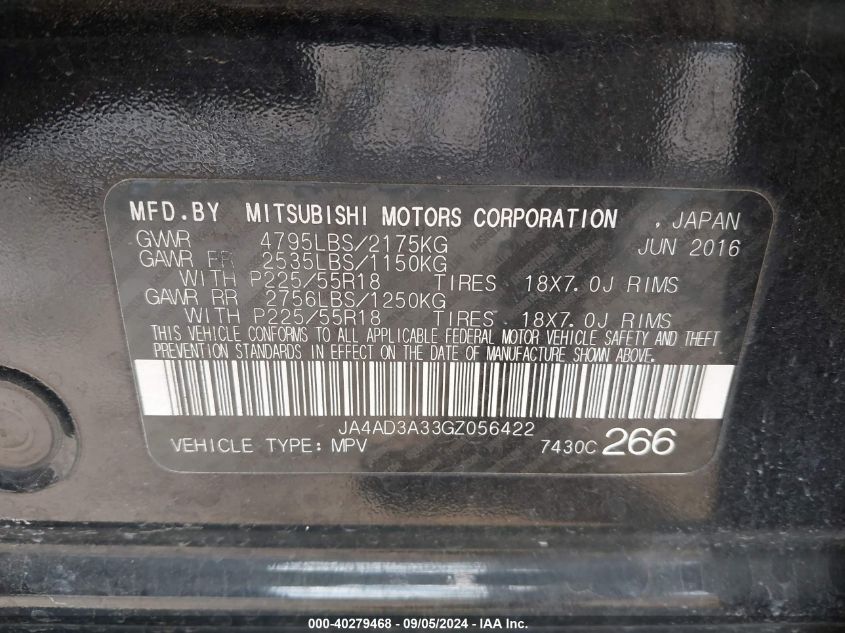 MFD.BY MITSUBISHI MOTORS CORPORATION , JAPAN
GVWR 4795LBS/2175KG JUN 2016
GAWR FR 2535LBS/1150KG
WITH P225/55R18 TIRES 18X7.0J RIMS
GAWR RR 2756LBS/1250KG
WITH P225/55R18 TIRES 18X7.0J RIMS
THIS VEHICLE CONFORMS TO ALL APPLICABLE FEDERAL MOTOR VEHICLE SAFETY AND THEFT
PREVENTION STANDARDS IN EFFECT ON THE DATE OF MANUFACTURE SHOWN ABOVE.
JA4AD3A33GZ056422
VEHICLE TYPE: MPV 7430C 266
000-40279468 - 09/05/2024 - © IAA Inc.